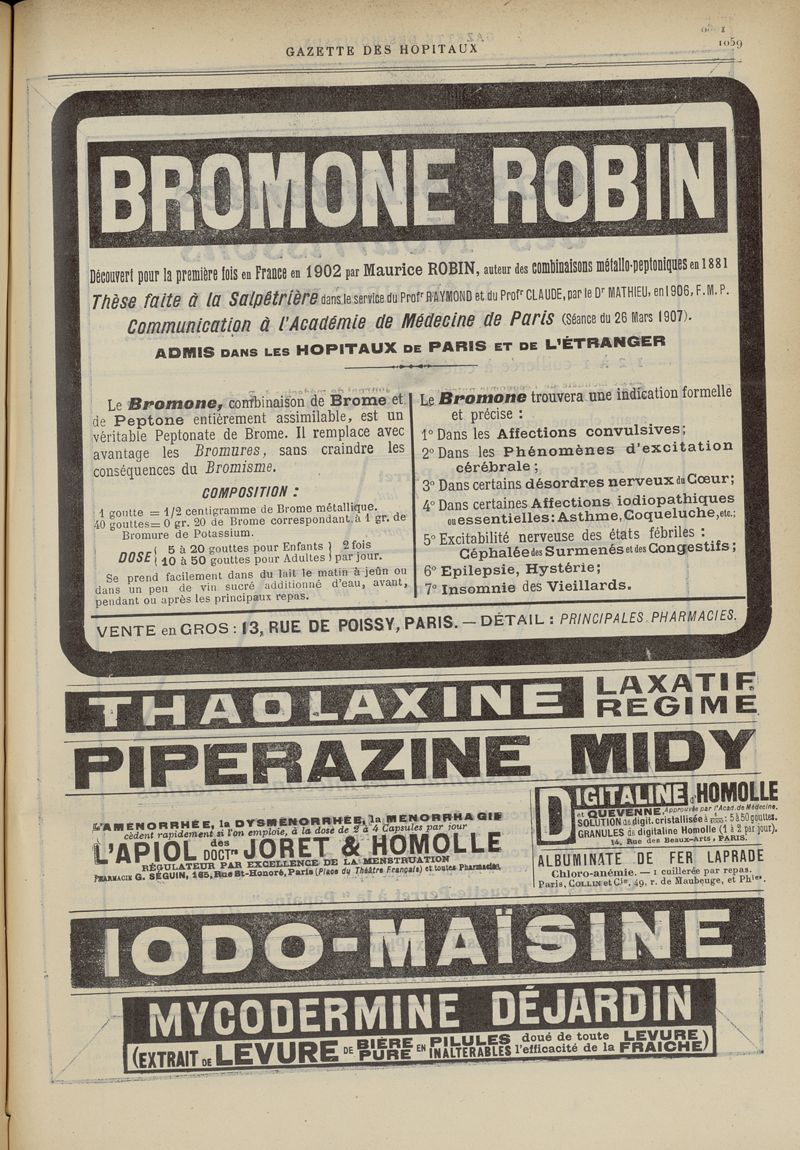 GAZETTE DES HOPITAUX
1059
BROMONE ROBIN
Découvert pour la première fois en France en 1902 par Maurice ROBIN, auteur des combinaisons métallo-peptoniques en 1881
Thèse faite à la Salpêtrière dans le service du Profr RAYMOND et du Profr CLAUDE, par le Dr MATHIEU, en 1906, F.M.P.
Communication à l'Académie de Médecine de Paris (Séance du 26 Mars 1907).
ADMIS DANS LES HOPITAUX DE PARIS ET DE L'ÉTRANGER
Le Bromone, combinaison de Brome et
de Peptone entièrement assimilable, est un
véritable Peptonate de Brome. Il remplace avec
avantage les Bromures, sans craindre les
conséquences du Bromisme.
COMPOSITION :
1 goutte = 1/2 centigramme de Brome métallique.
40 gouttes = 0 gr. 20 de Brome correspondant à 1 gr. de
Bromure de Potassium.
DOSE { 5 à 20 gouttes pour Enfants } 2 fois
{ 10 à 50 gouttes pour Adultes } par jour.
Se prend facilement dans du lait le matin à jeûn ou
dans un peu de vin sucré additionné d'eau, avant,
pendant ou après les principaux repas.
Le Bromone trouvera une indication formelle
et précise :
1° Dans les Affections convulsives;
2° Dans les Phénomènes d'excitation
cérébrale;
3° Dans certains désordres nerveux du Cœur;
4° Dans certaines Affections iodiopathiques
ou essentielles: Asthme, Coqueluche, etc.;
5° Excitabilité nerveuse des états fébriles :
Céphalée des Surmenés et des Congestifs;
6° Epilepsie, Hystérie;
7° Insomnie des Vieillards.
VENTE en GROS : 13, RUE DE POISSY, PARIS. — DÉTAIL : PRINCIPALES PHARMACIES.
THAOLAXINE LAXATIF
REGIME
PIPERAZINE MIDY
L'AMENORRHÉE, la DYSMENORRHÉE, la MENORRHAGIE
cèdent rapidement si l'on emploie, à la dose de 2 à 4 Capsules par jour
L'APIOL des DOCTrs JORET & HOMOLLE
RÉGULATEUR PAR EXCELLENCE DE LA MENSTRUATION
PHARMACIE G. SÉGUIN, 165, Rue St-Honoré, Paris (Place du Théâtre Français) et toutes Pharmacies.
DIGITALINE d'HOMOLLE
et QUEVENNE, Approuvée par l'Acad. de Médecine.
SOLUTION de digit. cristallisée à 1/1000 : 5 à 50 gouttes.
GRANULES de digitaline Homolle (1 à 2 par jour).
14, Rue des Beaux-Arts, PARIS.
ALBUMINATE DE FER LAPRADE
Chloro-anémie. — 1 cuillerée par repas.
Paris, COLLIN et Cie, 49, r. de Maubeuge, et Phies.
IODO-MAÏSINE
MYCODERMINE DÉJARDIN
(EXTRAIT DE LEVURE DE BIÈRE PURE EN PILULES INALTERABLES doué de toute l'efficacité de la LEVURE FRAICHE)